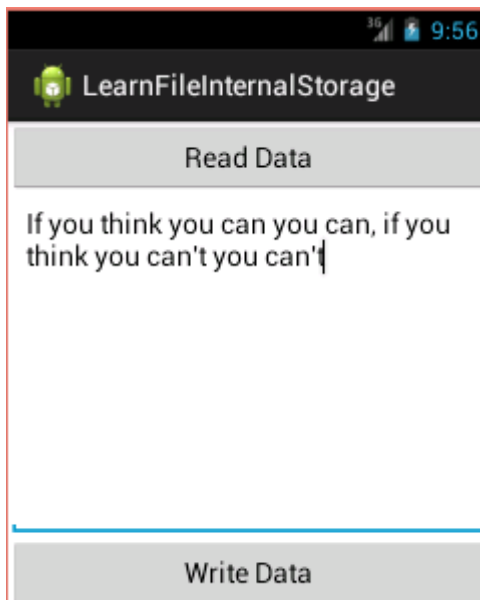 3G 9:56
LearnFileInternalStorage
Read Data
If you think you can you can, if you
think you can't you can't
Write Data